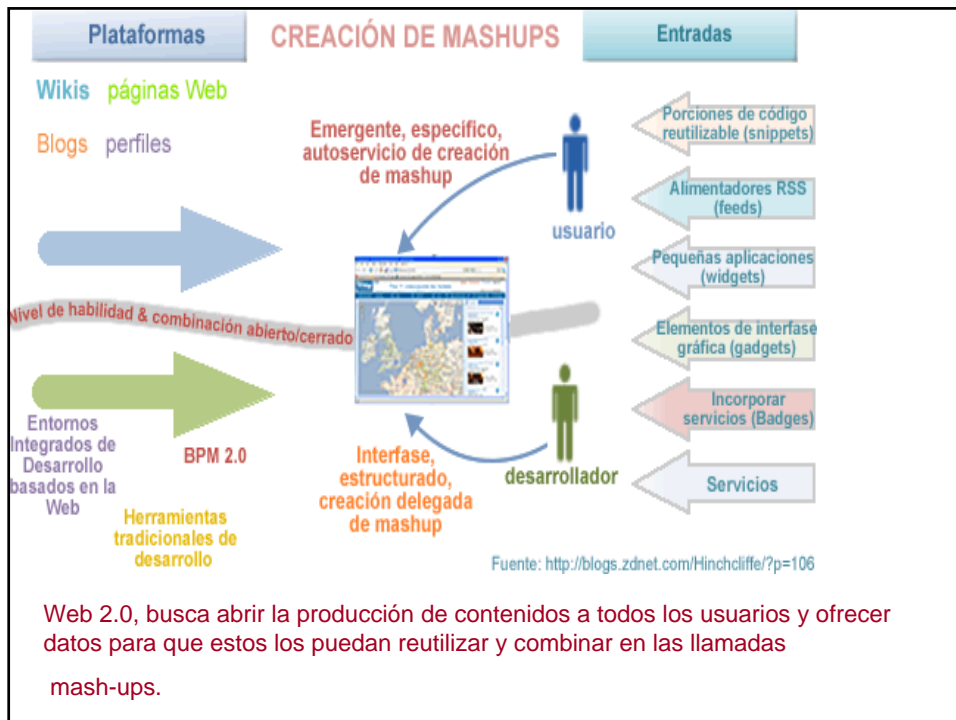 Plataformas
CREACIÓN DE MASHUPS
Entradas
Wikis páginas Web
Blogs perfiles
Emergente, específico,
autoservicio de creación
de mashup
usuario
Porciones de código
reutilizable (snippets)
Alimentadores RSS
(feeds)
Pequeñas aplicaciones
(widgets)
Elementos de interfase
gráfica (gadgets)
Incorporar
servicios (Badges)
Servicios
Nivel de habilidad & combinación abierto/cerrado
Entornos
Integrados de
Desarrollo
basados en la
Web
BPM 2.0
Herramientas
tradicionales de
desarrollo
Interfase,
estructurado,
creación delegada
de mashup
desarrollador
Fuente: http://blogs.zdnet.com/Hinchcliffe/?p=106
Web 2.0, busca abrir la producción de contenidos a todos los usuarios y ofrecer
datos para que estos los puedan reutilizar y combinar en las llamadas
mash-ups.